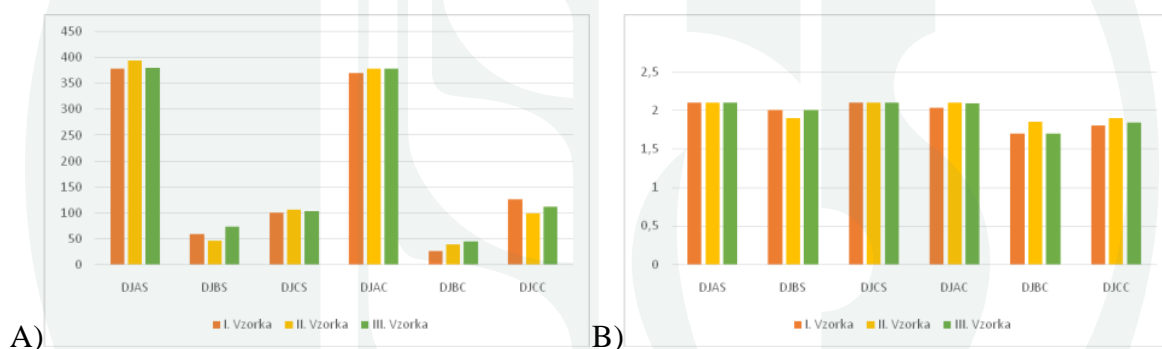 450
400
350
300
250
200
150
100
50
0
DJAS DJBS DJCS DJAC DJBC DJCC
I. Vzorka II. Vzorka III. Vzorka
A)
2,5
2
1,5
1
0,5
0
DJAS DJBS DJCS DJAC DJBC DJCC
I. Vzorka II. Vzorka III. Vzorka
B)